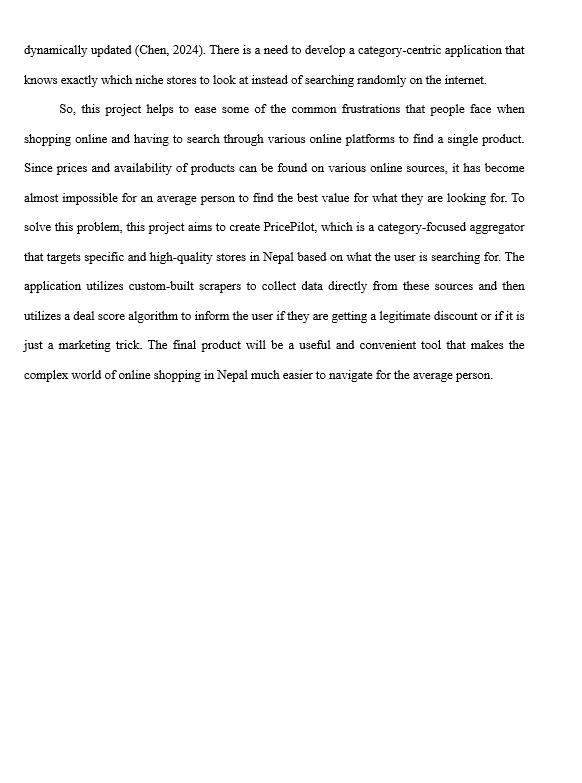 dynamically updated (Chen, 2024). There is a need to develop a category-centric application that
knows exactly which niche stores to look at instead of searching randomly on the internet.
So, this project helps to ease some of the common frustrations that people face when
shopping online and having to search through various online platforms to find a single product.
Since prices and availability of products can be found on various online sources, it has become
almost impossible for an average person to find the best value for what they are looking for. To
solve this problem, this project aims to create PricePilot, which is a category-focused aggregator
that targets specific and high-quality stores in Nepal based on what the user is searching for. The
application utilizes custom-built scrapers to collect data directly from these sources and then
utilizes a deal score algorithm to inform the user if they are getting a legitimate discount or if it is
just a marketing trick. The final product will be a useful and convenient tool that makes the
complex world of online shopping in Nepal much easier to navigate for the average person.